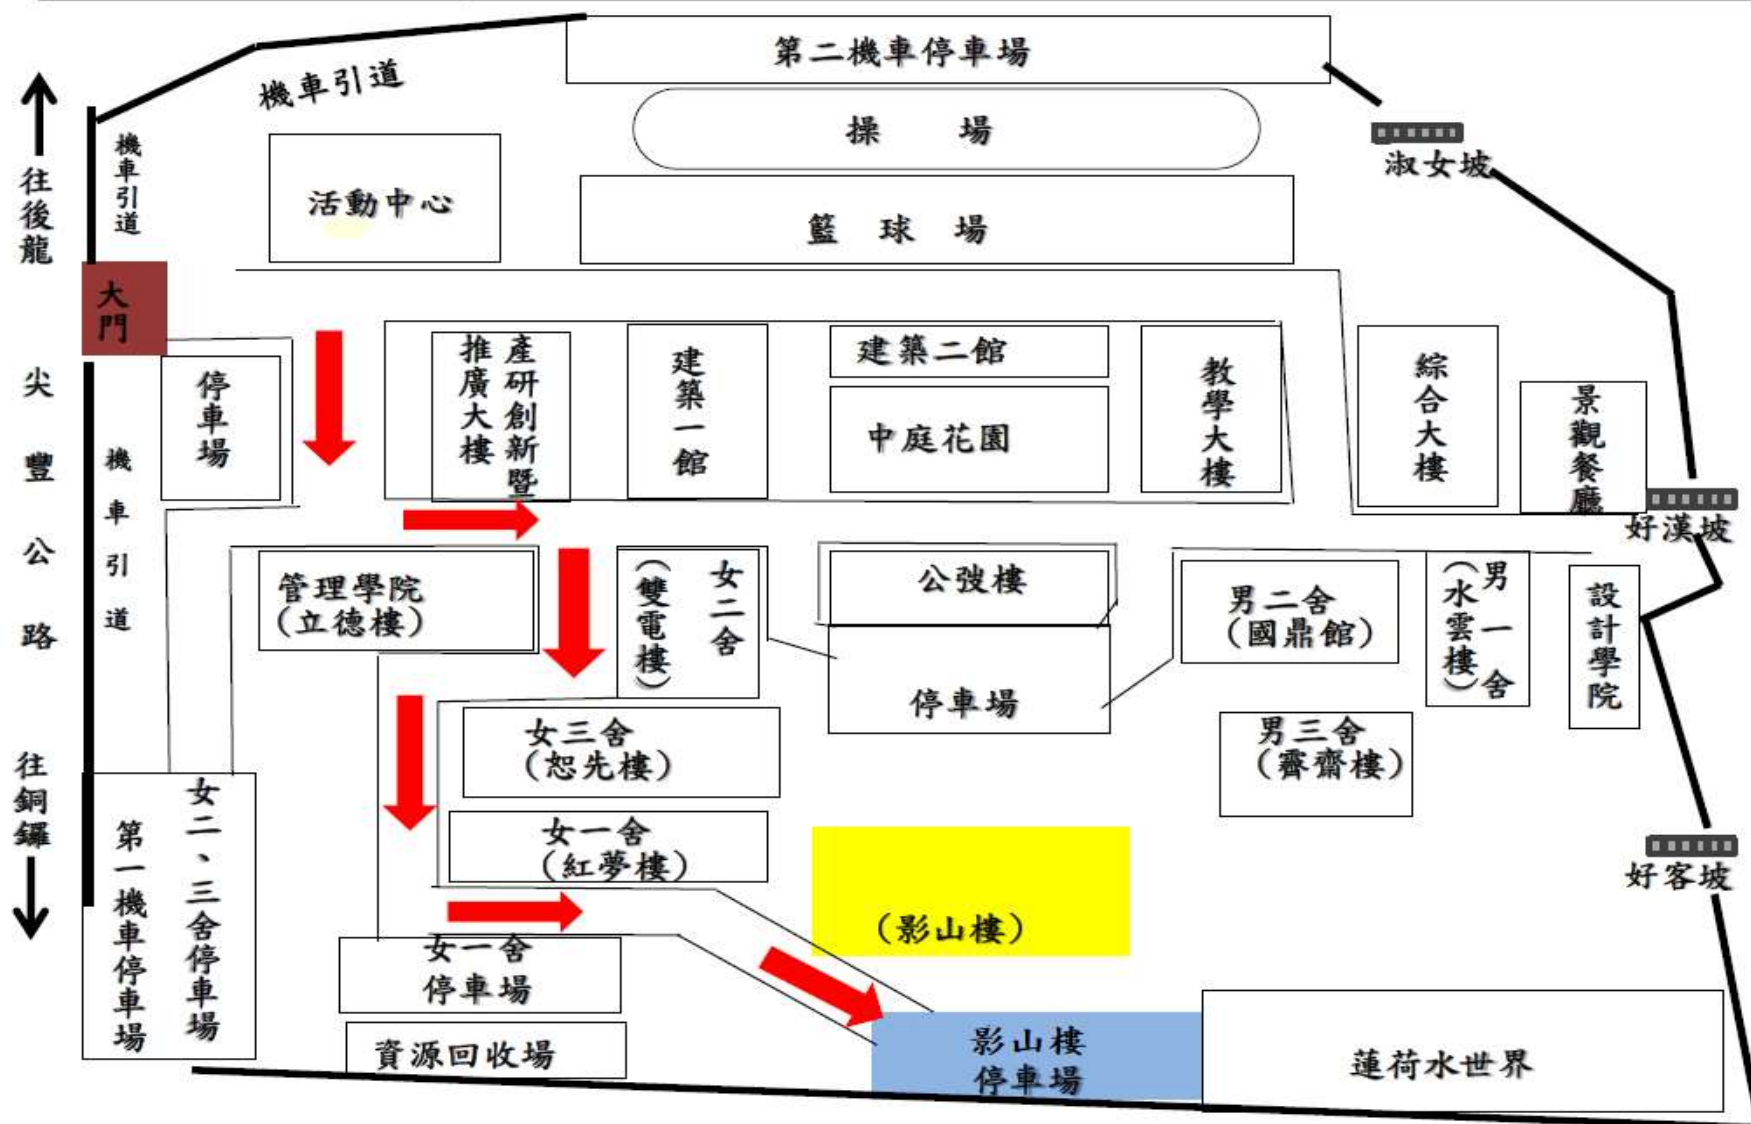 第二機車停車場
機車引道
操 場
淑女坡
機車引道
往後龍
活動中心
籃 球 場
大門
停車場
產研創新暨
推廣大樓
建築一館
建築二館
中庭花園
教學大樓
綜合大樓
景觀餐廳
好漢坡
尖豐公路
機車引道
管理學院
(立德樓)
女二舍
(雙電樓)
公弢樓
停車場
男二舍
(國鼎館)
男一舍
(水雲樓)
設計學院
女三舍
(恕先樓)
男三舍
(霽齋樓)
往銅鑼
女二、三舍停車場
第一機車停車場
女一舍
(紅夢樓)
(影山樓)
好客坡
女一舍
停車場
資源回收場
影山樓
停車場
蓮荷水世界